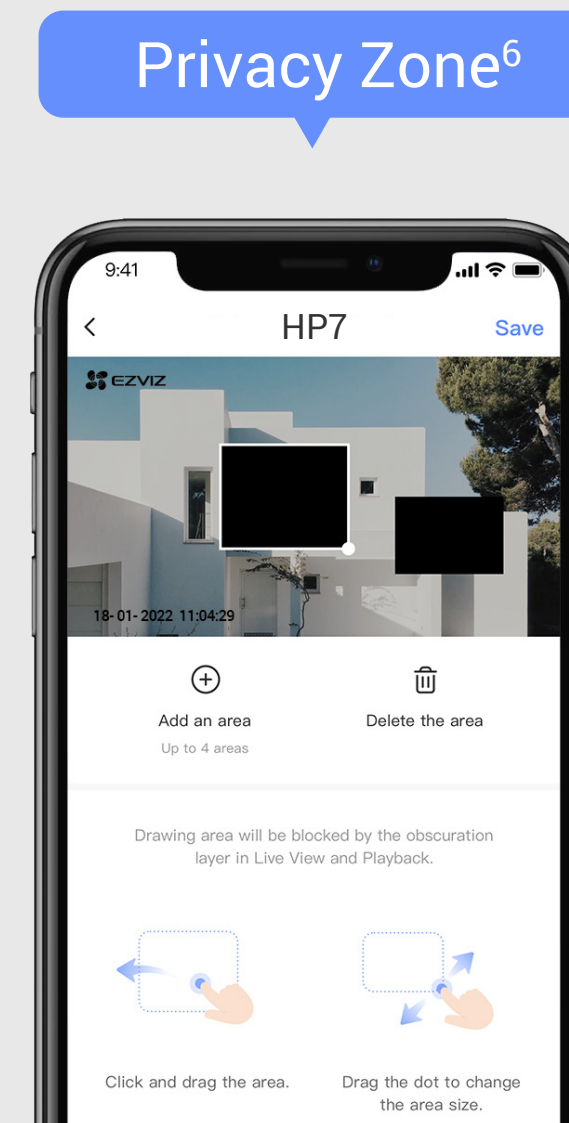 Privacy Zone⁶
9:41
HP7
Save
EZVIZ
18-01-2022 11:04:29
Add an area
Delete the area
Up to 4 areas
Drawing area will be blocked by the obscuration
layer in Live View and Playback.
Click and drag the area.
Drag the dot to change
the area size.